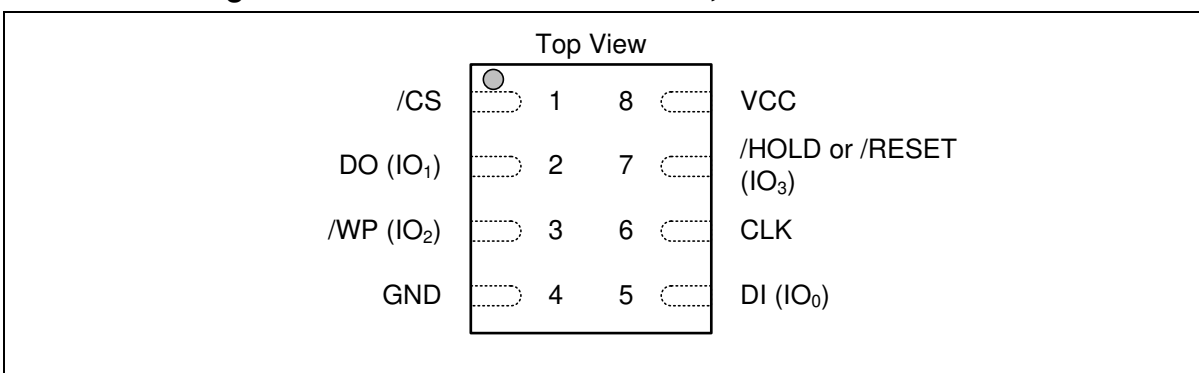 Top View
/CS 1 8 VCC
DO (IO₁) 2 7 /HOLD or /RESET
(IO₃)
/WP (IO₂) 3 6 CLK
GND 4 5 DI (IO₀)